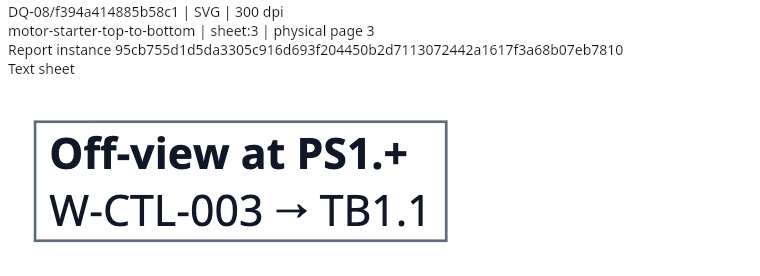 DQ-08/f394a414885b58c1 | SVG | 300 dpi
motor-starter-top-to-bottom | sheet:3 | physical page 3
Report instance 95cb755d1d5da3305c916d693f204450b2d7113072442a1617f3a68b07eb7810
Text sheet
Off-view at PS1.+
W-CTL-003 → TB1.1